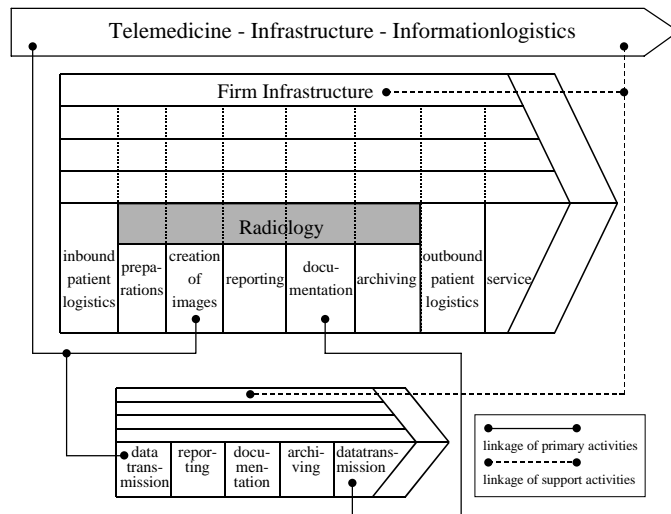 Telemedicine - Infrastructure - Informationlogistics
Firm Infrastructure
Radiology
inbound
patient
logistics
prepa-
rations
creation
of
images
reporting
docu-
mentation
archiving
outbound
patient
logistics
service
data
trans-
mission
repor-
ting
docu-
men-
tation
archi-
ving
datatrans-
mission
linkage of primary activities
linkage of support activities